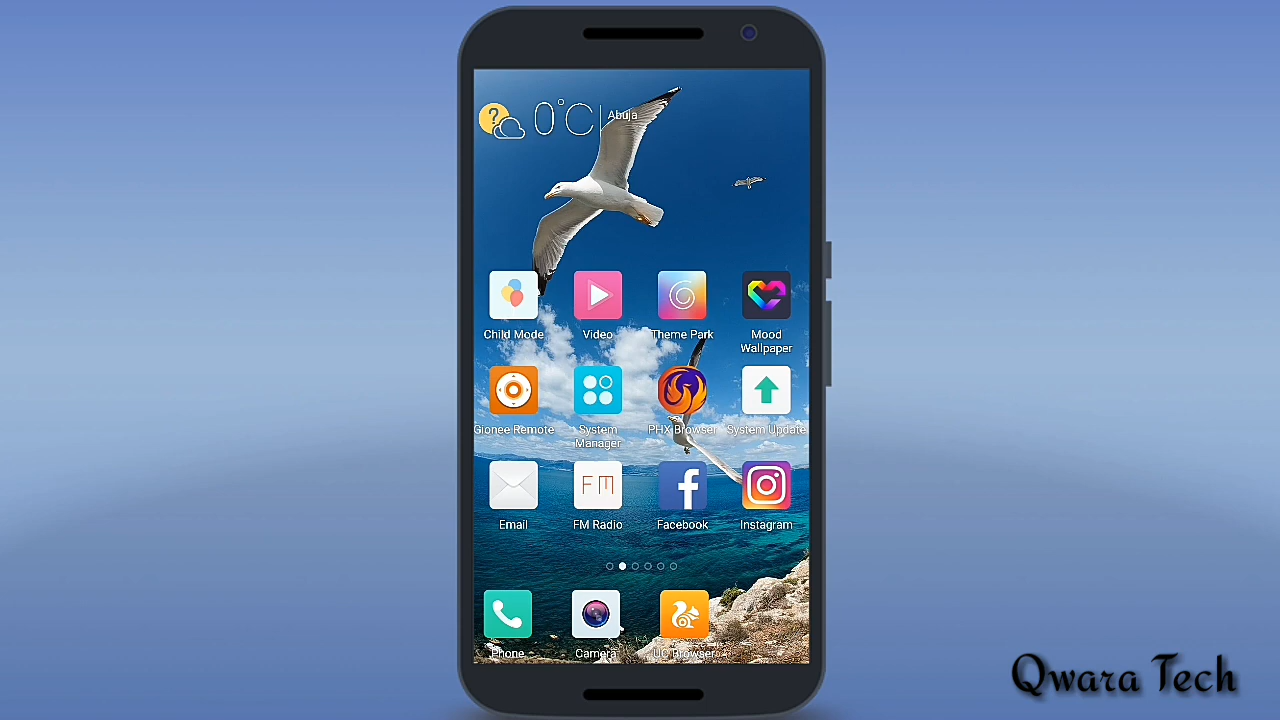 ?
0°C
Abuja
Child Mode
Video
Theme Park
Mood
Wallpaper
Gionee Remote
System
Manager
PHX Browser
System Update
FM
Email
FM Radio
Facebook
Instagram
Phone
Camera
UC Browser
Qwara Tech